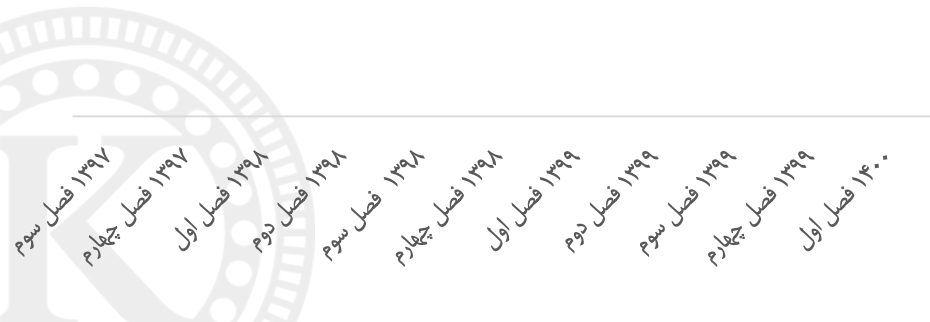 ۱۳۹۷ فصل سوم
۱۳۹۷ فصل چهارم
۱۳۹۸ فصل اول
۱۳۹۸ فصل دوم
۱۳۹۸ فصل سوم
۱۳۹۸ فصل چهارم
۱۳۹۹ فصل اول
۱۳۹۹ فصل دوم
۱۳۹۹ فصل سوم
۱۳۹۹ فصل چهارم
۱۴۰۰ فصل اول
K